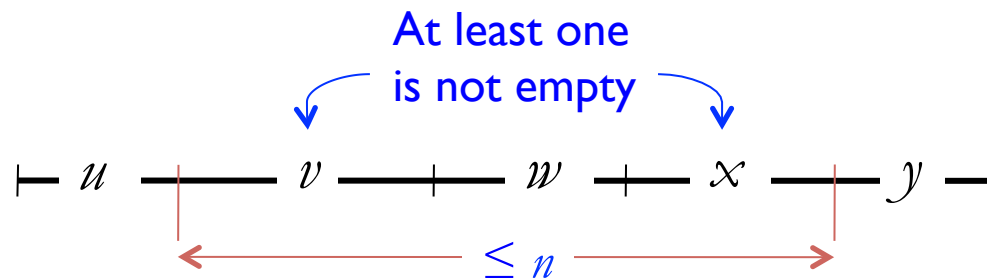 At least one
is not empty
u v w x y
≤ n